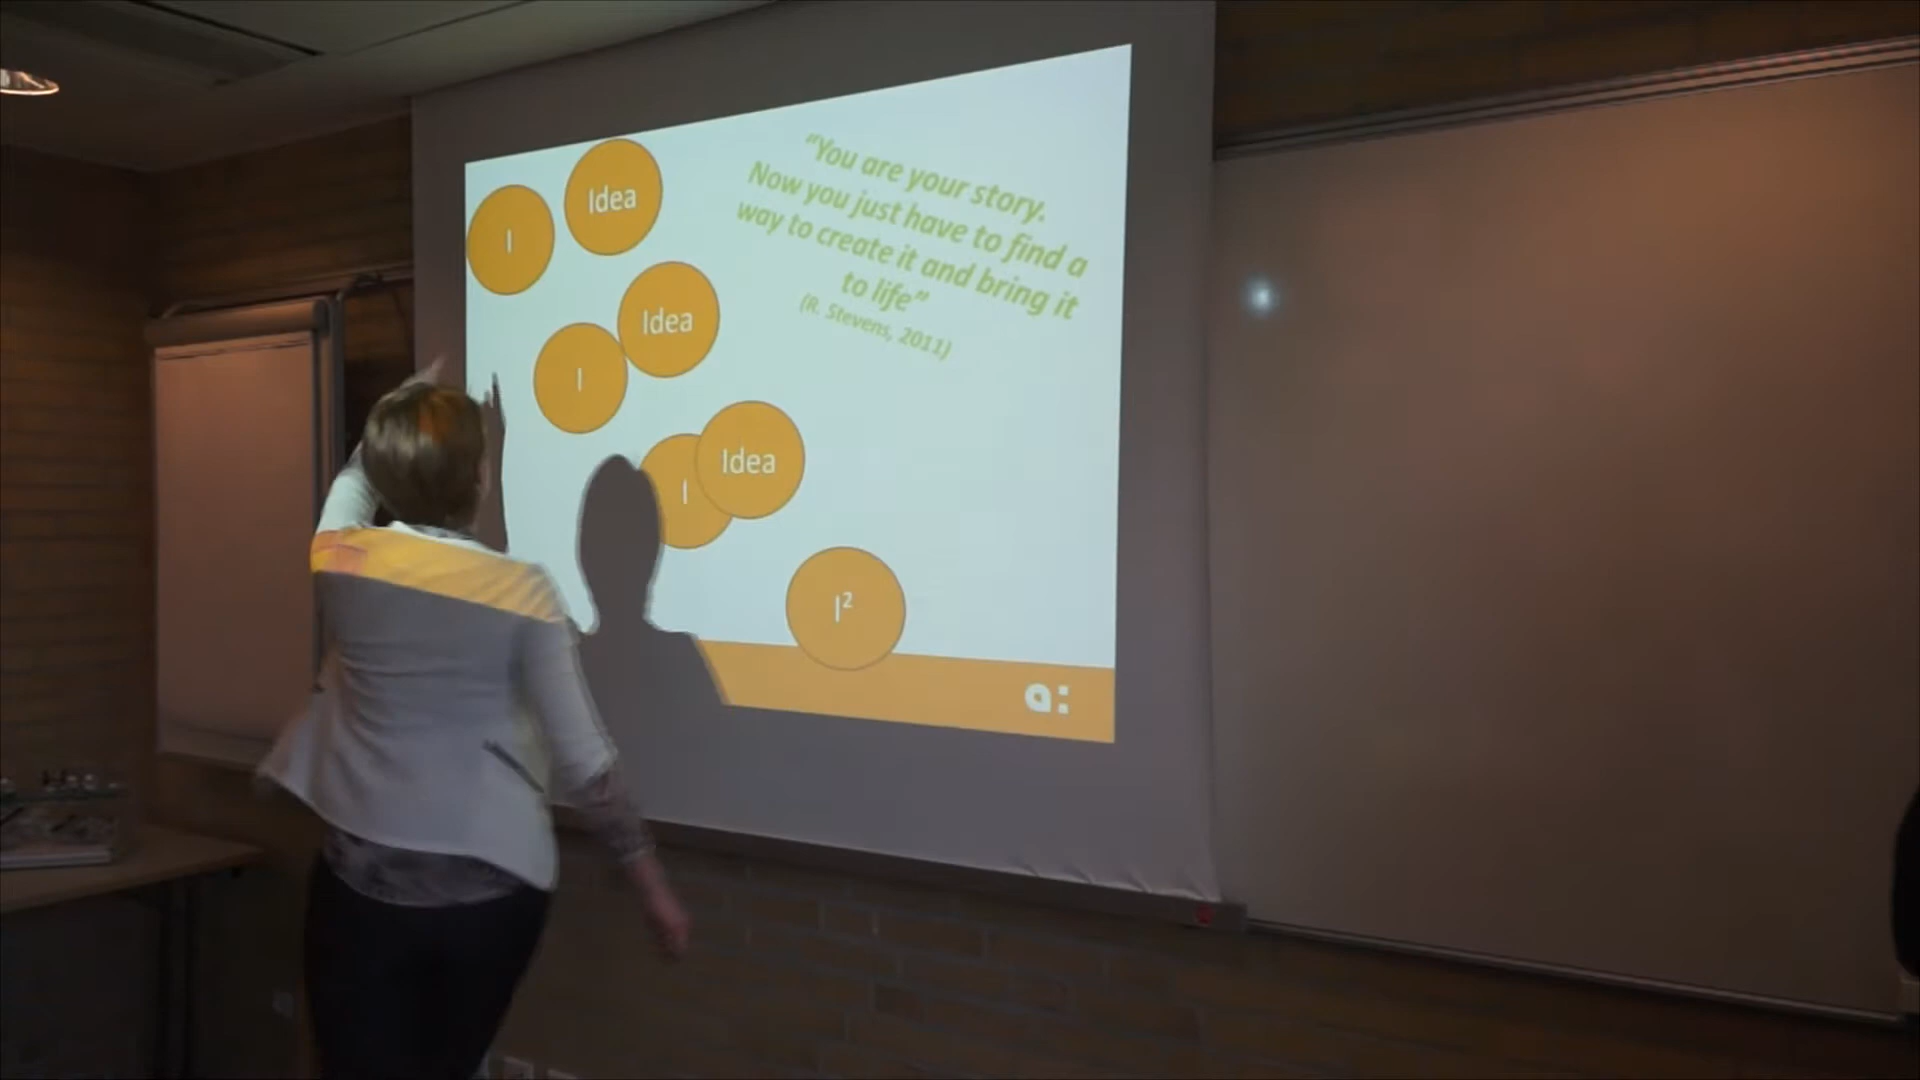 I
Idea
I
Idea
I
Idea
I²
“You are your story.
Now you just have to find a
way to create it and bring it
to life”
(R. Stevens, 2011)
a: